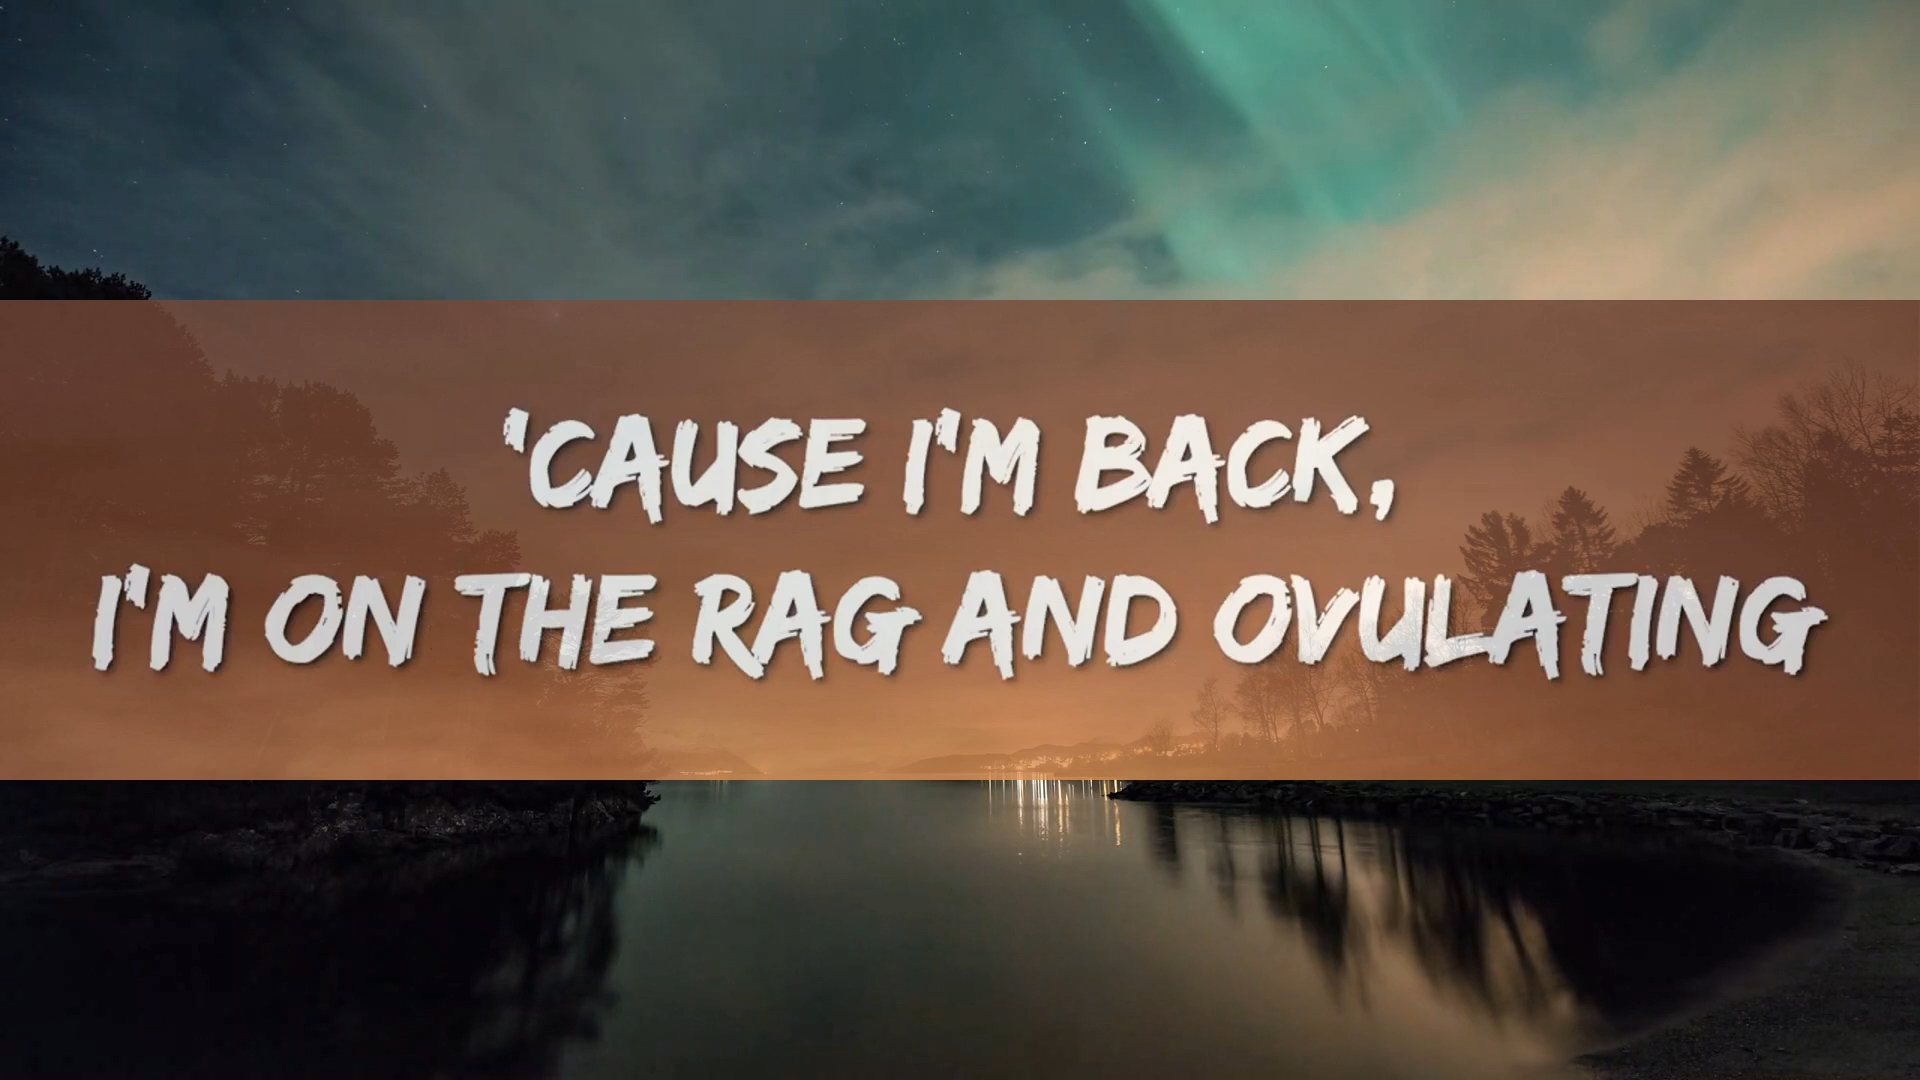 'CAUSE I'M BACK,
I'M ON THE RAG AND OVULATING